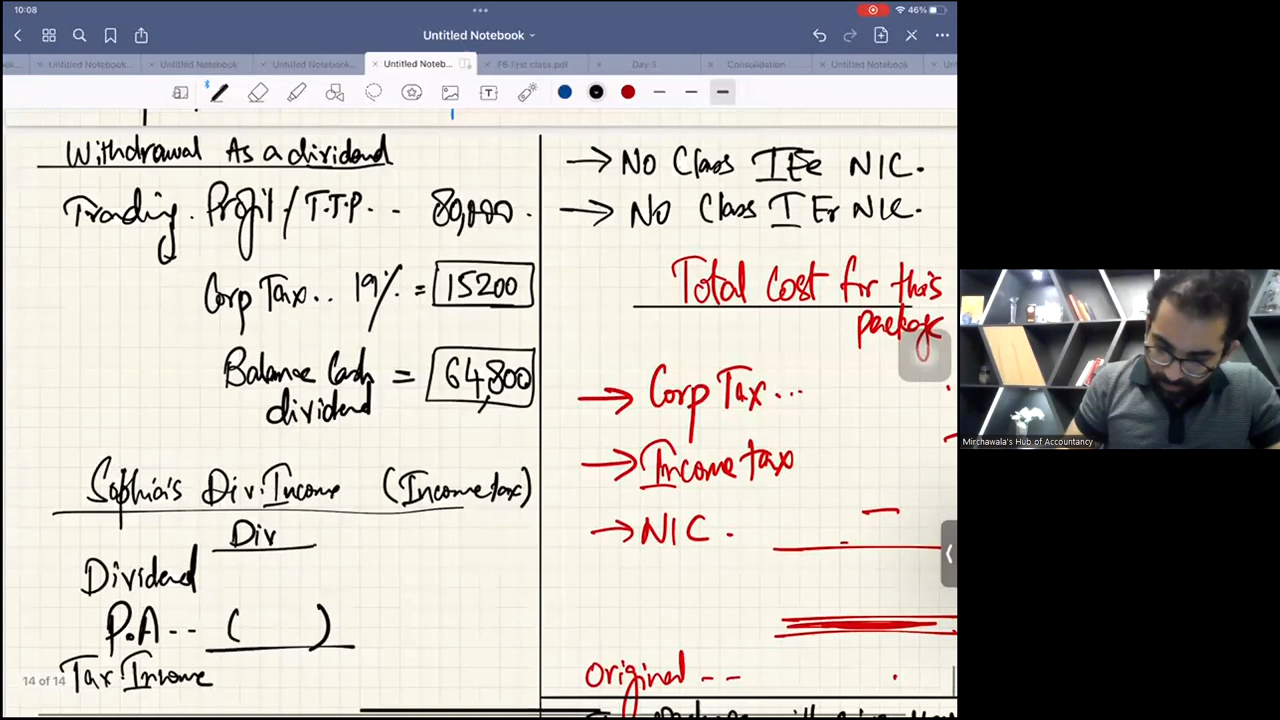 10:08
46%
Untitled Notebook
Untitled Notebook...
Untitled Notebook
Untitled Notebook...
Untitled Noteb...
F6 first class.pdf
Day 5
Consolidation
Untitled Notebook
Withdrawal As a dividend
Trading Profit / T.T.P. - 80,000.
Corp Tax.. 19% = 15200
Balance Cash = 64,800
dividend
Sophia's Div. Income (Income tax)
Div
Dividend
P.A -- ( )
Tax. Income
14 of 14
→ No Class I Ee NIC.
→ NO Class I Er NIC.
Total cost for this
package
→ Corp Tax...
→ Income tax
→ NIC. —
Original --
Mirchawala's Hub of Accountancy